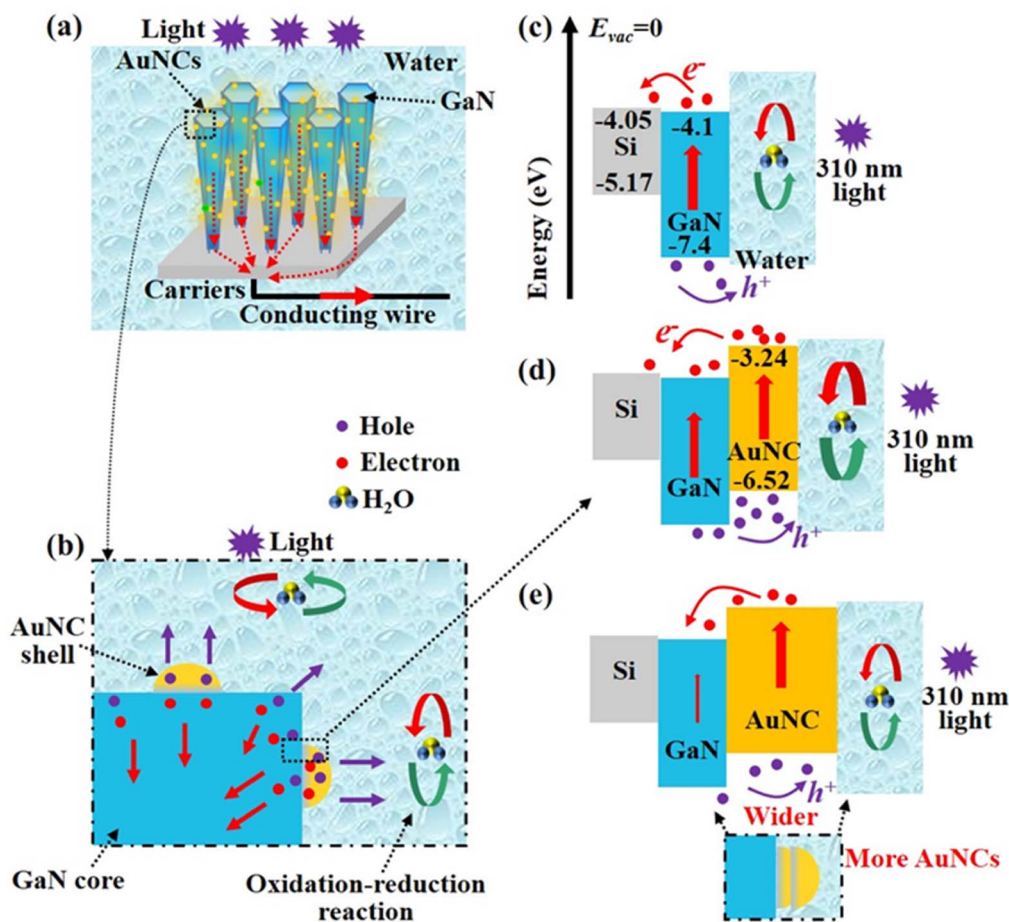 (a)
Light
AuNCs
Water
GaN
Carriers
Conducting wire
Hole
Electron
H₂O
(b)
Light
AuNC
shell
GaN core
Oxidation-reduction
reaction
(c)
Energy (eV)
Evac=0
e-
-4.05
Si
-5.17
-4.1
GaN
-7.4
h+
Water
310 nm
light
(d)
e-
Si
GaN
-3.24
AuNC
-6.52
h+
310 nm
light
(e)
Si
GaN
AuNC
h+
310 nm
light
Wider
More AuNCs